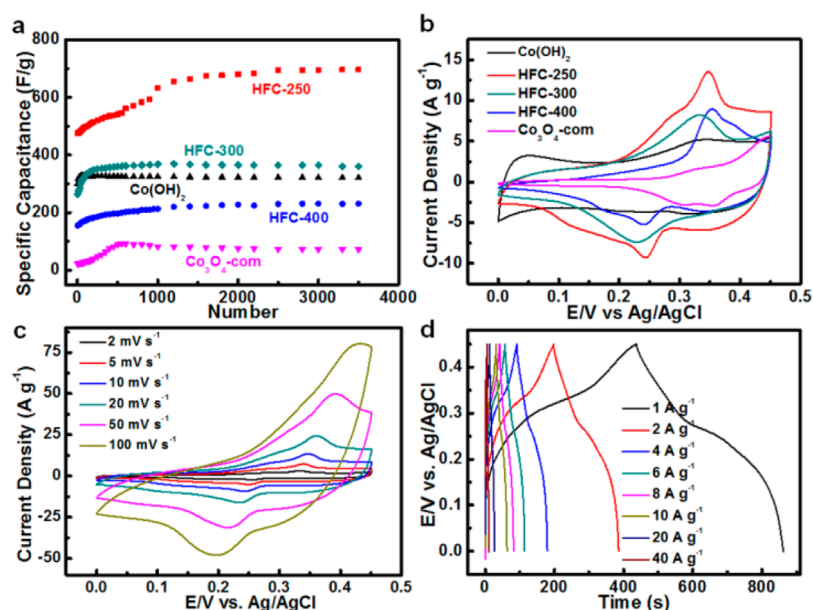 a
Specific Capacitance (F/g)
800
600
400
200
0
HFC-250
HFC-300
Co(OH)2
HFC-400
Co3O4-com
0 1000 2000 3000 4000
Number
b
Current Density (A g-1)
15
10
5
0
-5
C-10
Co(OH)2
HFC-250
HFC-300
HFC-400
Co3O4-com
0.0 0.1 0.2 0.3 0.4 0.5
E/V vs Ag/AgCl
c
Current Density (A g-1)
75
50
25
0
-25
-50
2 mV s-1
5 mV s-1
10 mV s-1
20 mV s-1
50 mV s-1
100 mV s-1
0.0 0.1 0.2 0.3 0.4 0.5
E/V vs. Ag/AgCl
d
E/V vs. Ag/AgCl
0.45
0.30
0.15
0.0
1 A g-1
2 A g-1
4 A g-1
6 A g-1
8 A g-1
10 A g-1
20 A g-1
40 A g-1
0 200 400 600 800
Time (s)